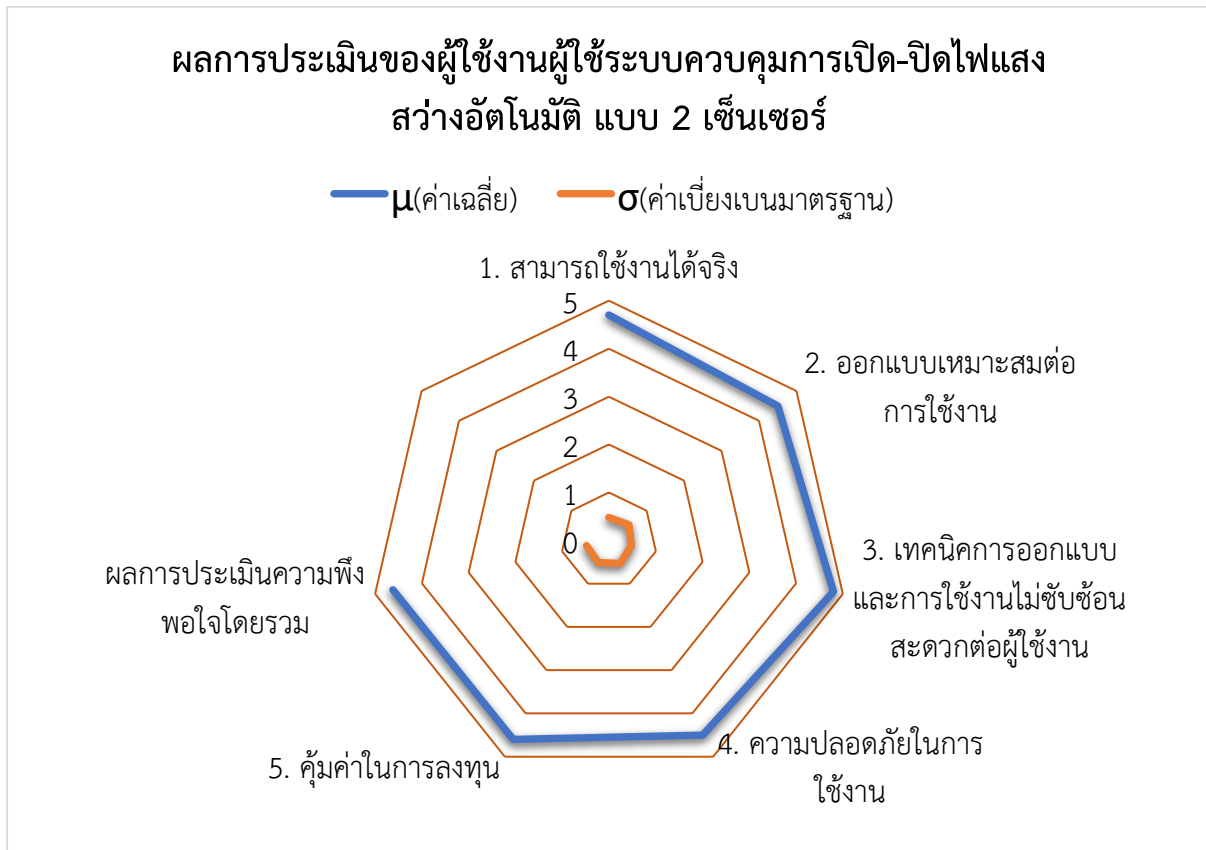 ผลการประเมินของผู้ใช้งานผู้ใช้ระบบควบคุมการเปิด-ปิดไฟแสง
สว่างอัตโนมัติ แบบ 2 เซ็นเซอร์
μ(ค่าเฉลี่ย) σ(ค่าเบี่ยงเบนมาตรฐาน)
1. สามารถใช้งานได้จริง
5
4
3
2
1
0
2. ออกแบบเหมาะสมต่อ
การใช้งาน
3. เทคนิคการออกแบบ
และการใช้งานไม่ซับซ้อน
สะดวกต่อผู้ใช้งาน
4. ความปลอดภัยในการ
ใช้งาน
5. คุ้มค่าในการลงทุน
ผลการประเมินความพึง
พอใจโดยรวม